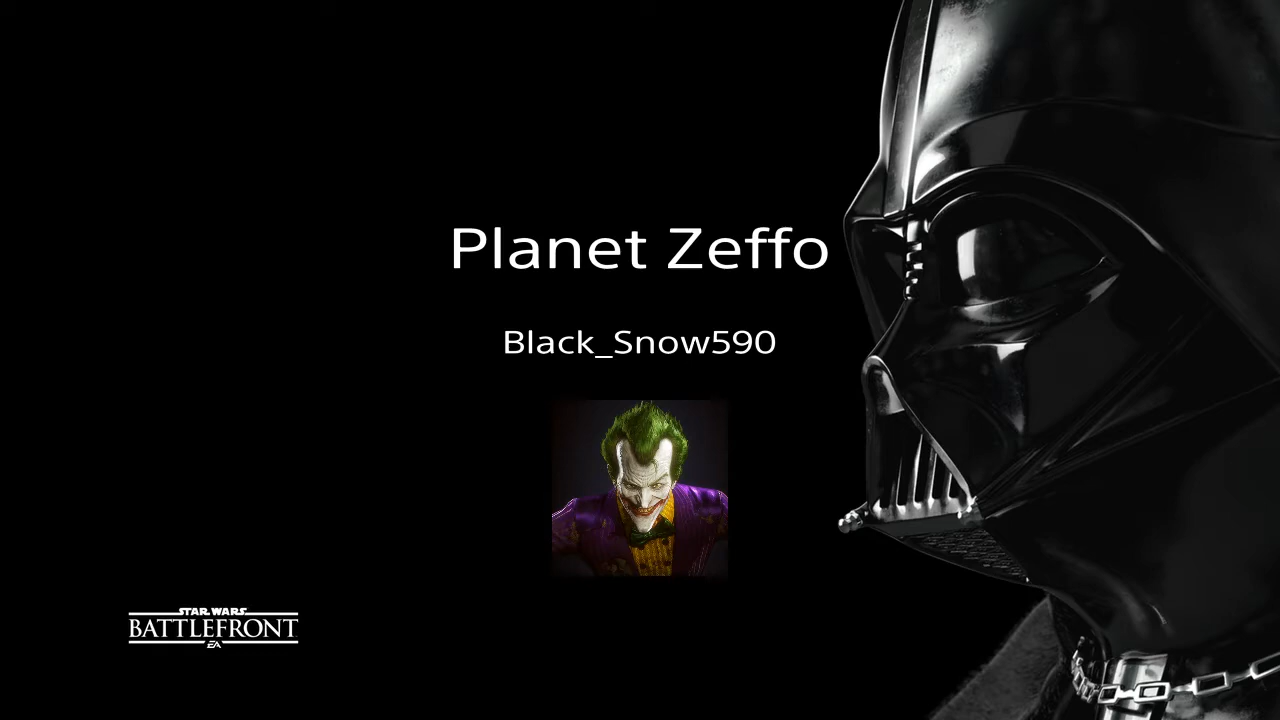 Planet Zeffo
Black_Snow590
STAR WARS
BATTLEFRONT
EA